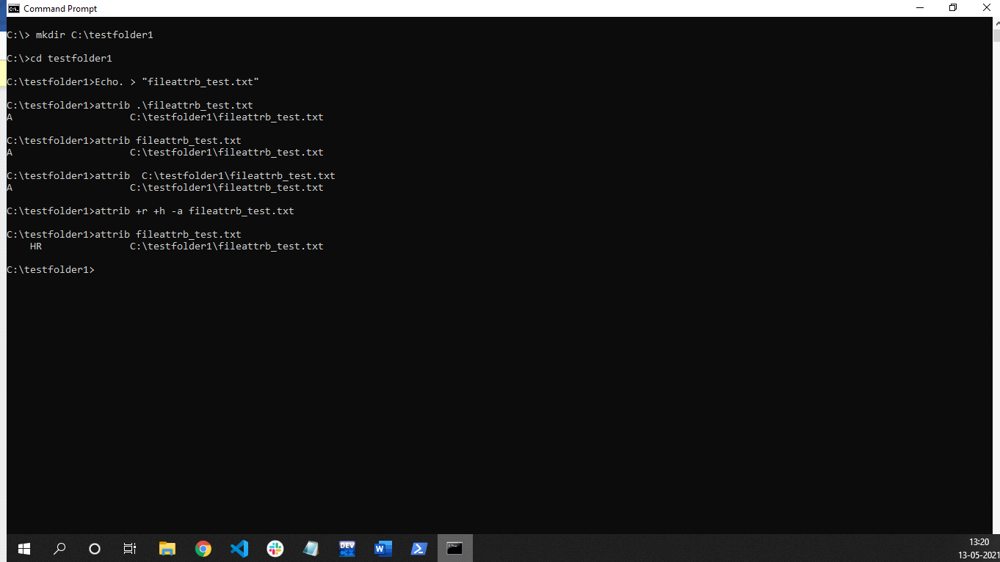 Command Prompt
C:\> mkdir C:\testfolder1
C:\>cd testfolder1
C:\testfolder1>Echo. > "fileattrb_test.txt"
C:\testfolder1>attrib .\fileattrb_test.txt
A                    C:\testfolder1\fileattrb_test.txt
C:\testfolder1>attrib fileattrb_test.txt
A                    C:\testfolder1\fileattrb_test.txt
C:\testfolder1>attrib  C:\testfolder1\fileattrb_test.txt
A                    C:\testfolder1\fileattrb_test.txt
C:\testfolder1>attrib +r +h -a fileattrb_test.txt
C:\testfolder1>attrib fileattrb_test.txt
    HR               C:\testfolder1\fileattrb_test.txt
C:\testfolder1>
DEV
13:20
13-05-2021